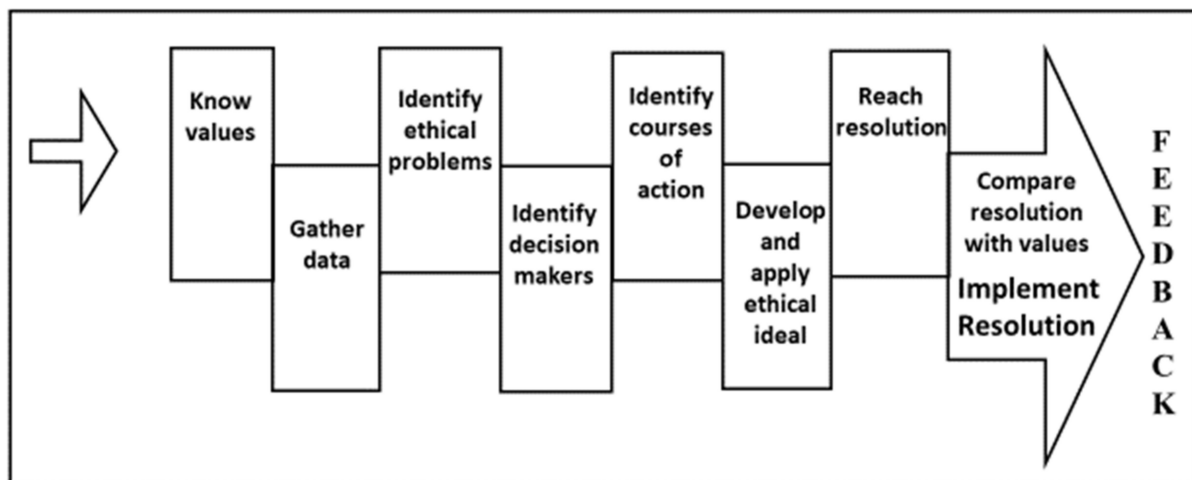 Know
values
Gather
data
Identify
ethical
problems
Identify
decision
makers
Identify
courses
of
action
Develop
and
apply
ethical
ideal
Reach
resolution
Compare
resolution
with values
Implement
Resolution
F
E
E
D
B
A
C
K